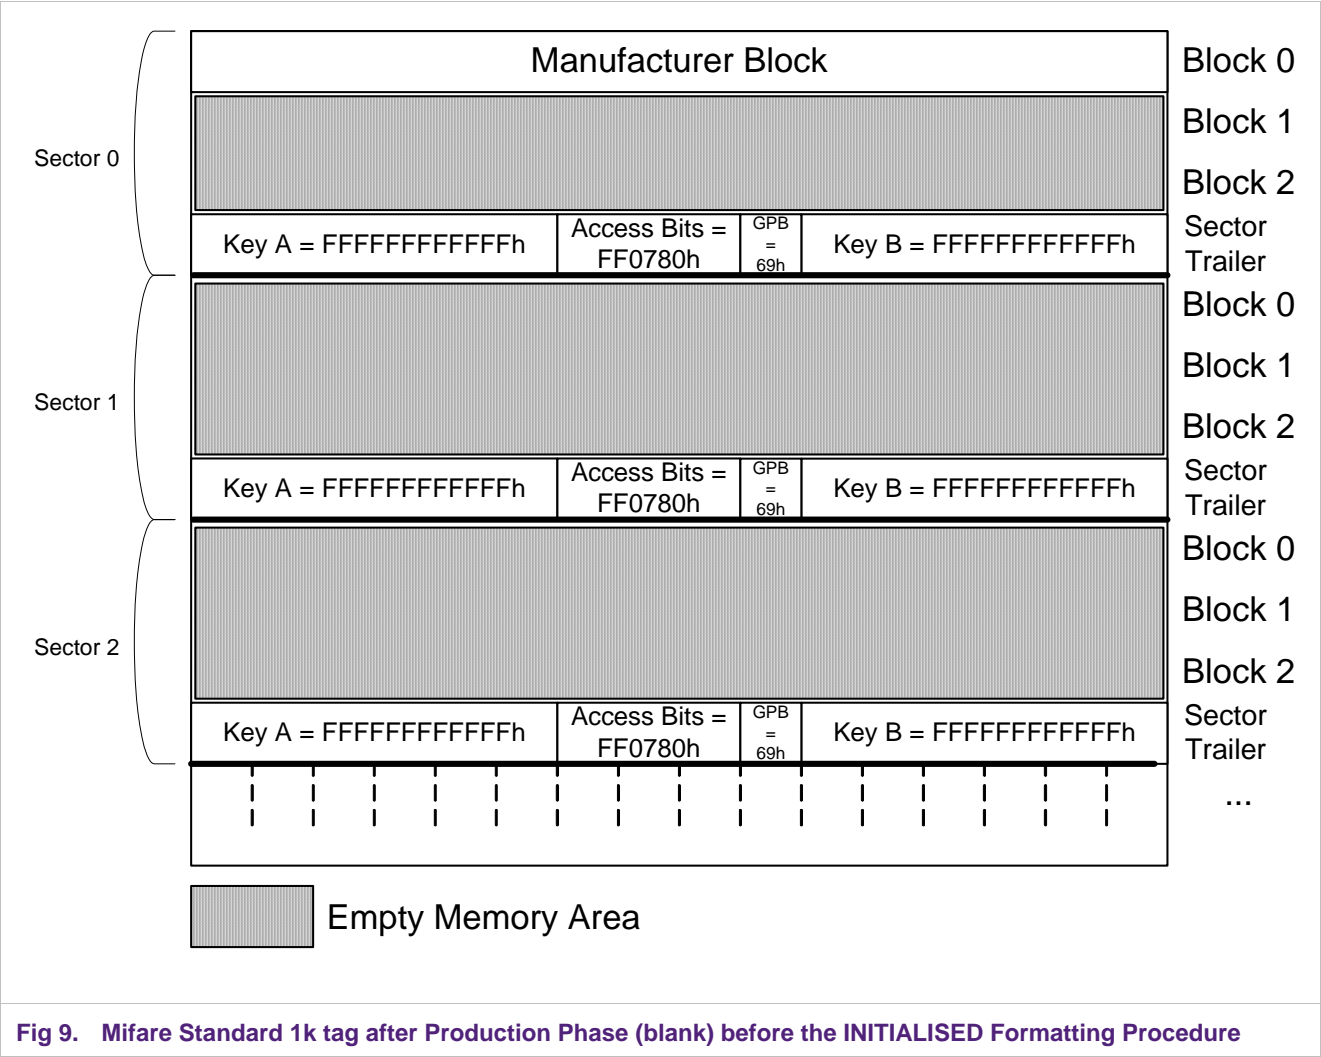 Manufacturer Block
Block 0
Block 1
Sector 0
Block 2
Key A = FFFFFFFFFFFFh
Access Bits =
FF0780h
GPB
=
69h
Key B = FFFFFFFFFFFFh
Sector
Trailer
Block 0
Block 1
Sector 1
Block 2
Key A = FFFFFFFFFFFFh
Access Bits =
FF0780h
GPB
=
69h
Key B = FFFFFFFFFFFFh
Sector
Trailer
Block 0
Block 1
Sector 2
Block 2
Key A = FFFFFFFFFFFFh
Access Bits =
FF0780h
GPB
=
69h
Key B = FFFFFFFFFFFFh
Sector
Trailer
...
Empty Memory Area
Fig 9. Mifare Standard 1k tag after Production Phase (blank) before the INITIALISED Formatting Procedure